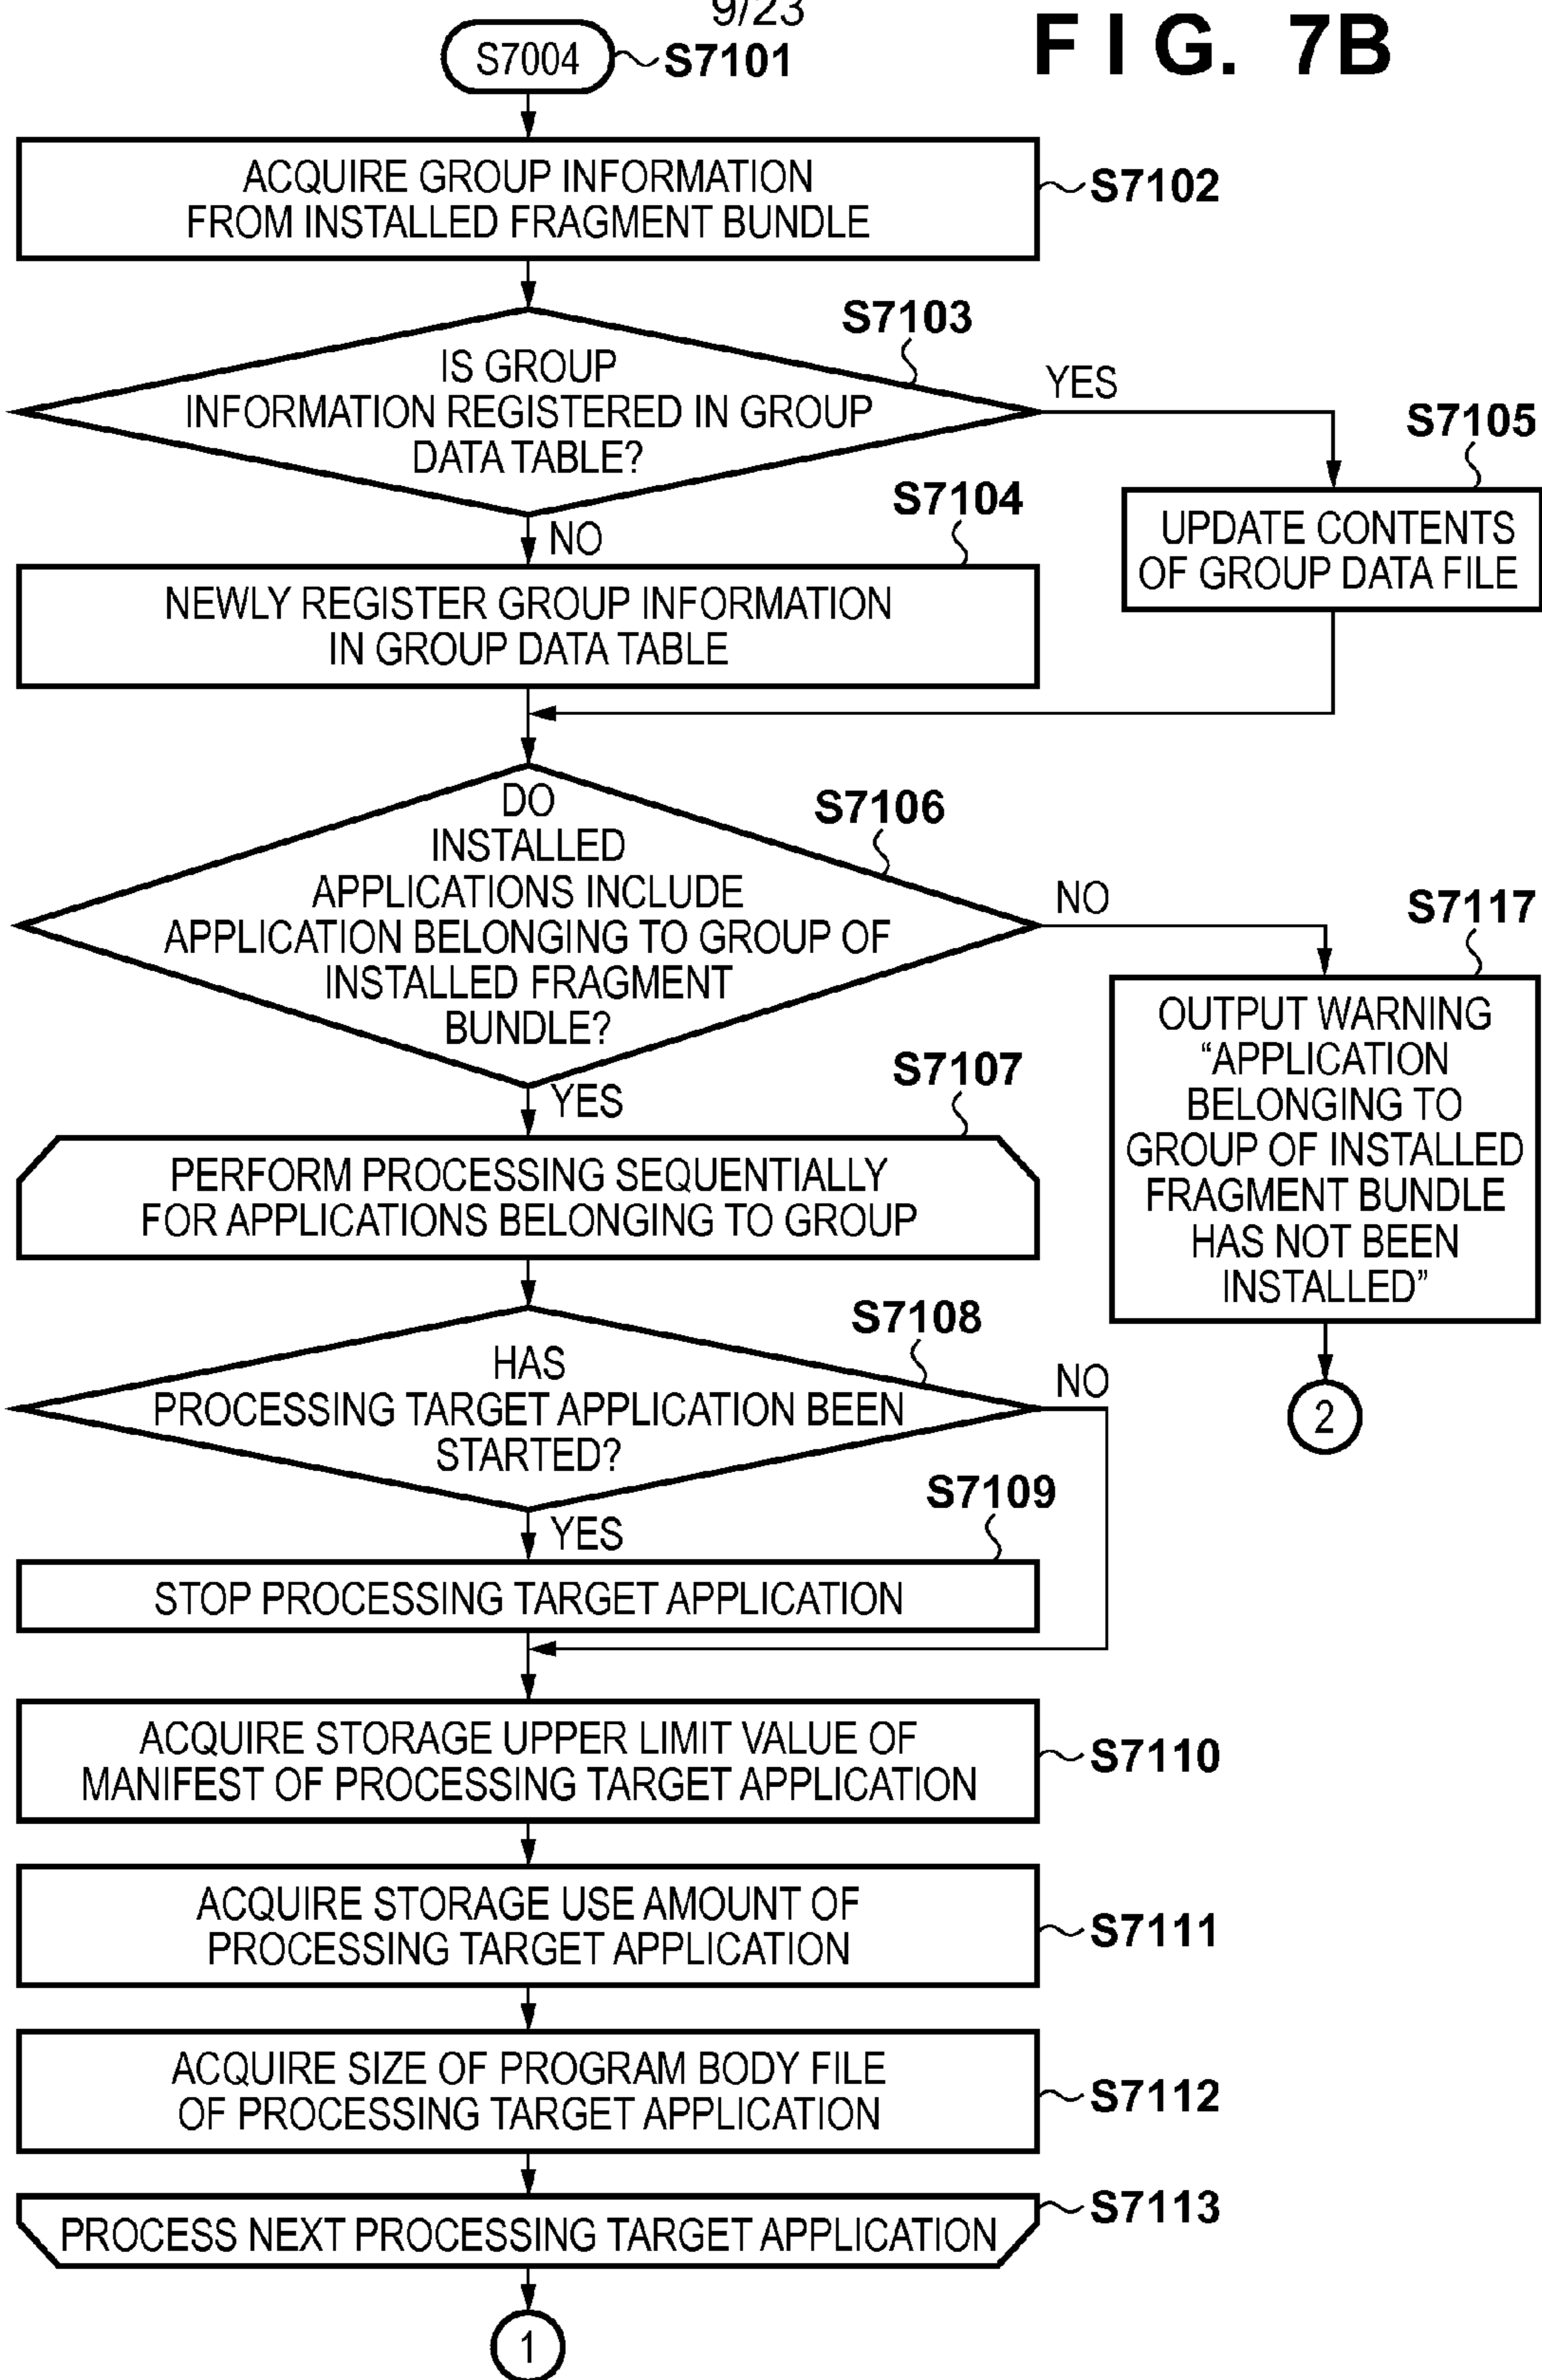 9/23
F I G. 7B
S7004
S7101
ACQUIRE GROUP INFORMATION
FROM INSTALLED FRAGMENT BUNDLE
S7102
S7103
IS GROUP
INFORMATION REGISTERED IN GROUP
DATA TABLE?
YES
NO
S7105
UPDATE CONTENTS
OF GROUP DATA FILE
S7104
NEWLY REGISTER GROUP INFORMATION
IN GROUP DATA TABLE
S7106
DO
INSTALLED
APPLICATIONS INCLUDE
APPLICATION BELONGING TO GROUP OF
INSTALLED FRAGMENT
BUNDLE?
NO
YES
S7117
OUTPUT WARNING
“APPLICATION
BELONGING TO
GROUP OF INSTALLED
FRAGMENT BUNDLE
HAS NOT BEEN
INSTALLED”
2
S7107
PERFORM PROCESSING SEQUENTIALLY
FOR APPLICATIONS BELONGING TO GROUP
S7108
HAS
PROCESSING TARGET APPLICATION BEEN
STARTED?
NO
YES
S7109
STOP PROCESSING TARGET APPLICATION
ACQUIRE STORAGE UPPER LIMIT VALUE OF
MANIFEST OF PROCESSING TARGET APPLICATION
S7110
ACQUIRE STORAGE USE AMOUNT OF
PROCESSING TARGET APPLICATION
S7111
ACQUIRE SIZE OF PROGRAM BODY FILE
OF PROCESSING TARGET APPLICATION
S7112
PROCESS NEXT PROCESSING TARGET APPLICATION
S7113
1